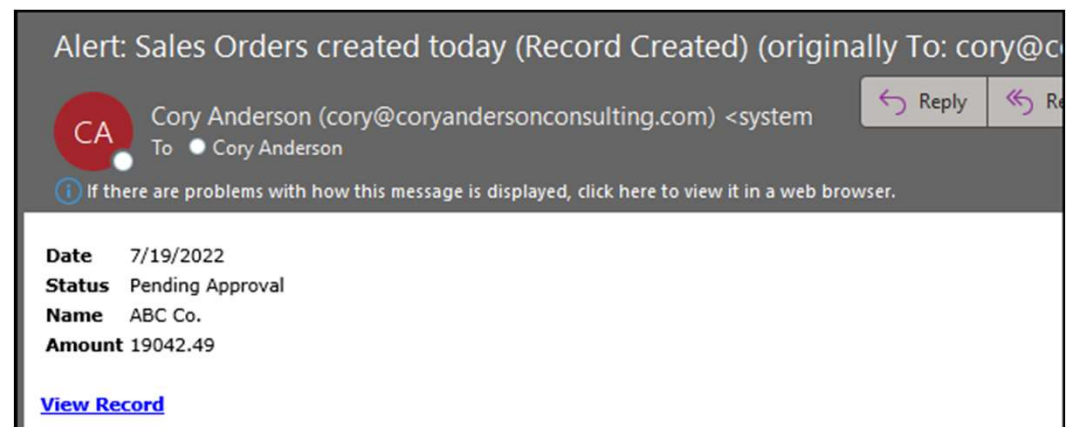 Alert: Sales Orders created today (Record Created) (originally To: cory@c
Reply
Re
CA
Cory Anderson (cory@coryandersonconsulting.com) <system
To Cory Anderson
If there are problems with how this message is displayed, click here to view it in a web browser.
Date 7/19/2022
Status Pending Approval
Name ABC Co.
Amount 19042.49
View Record